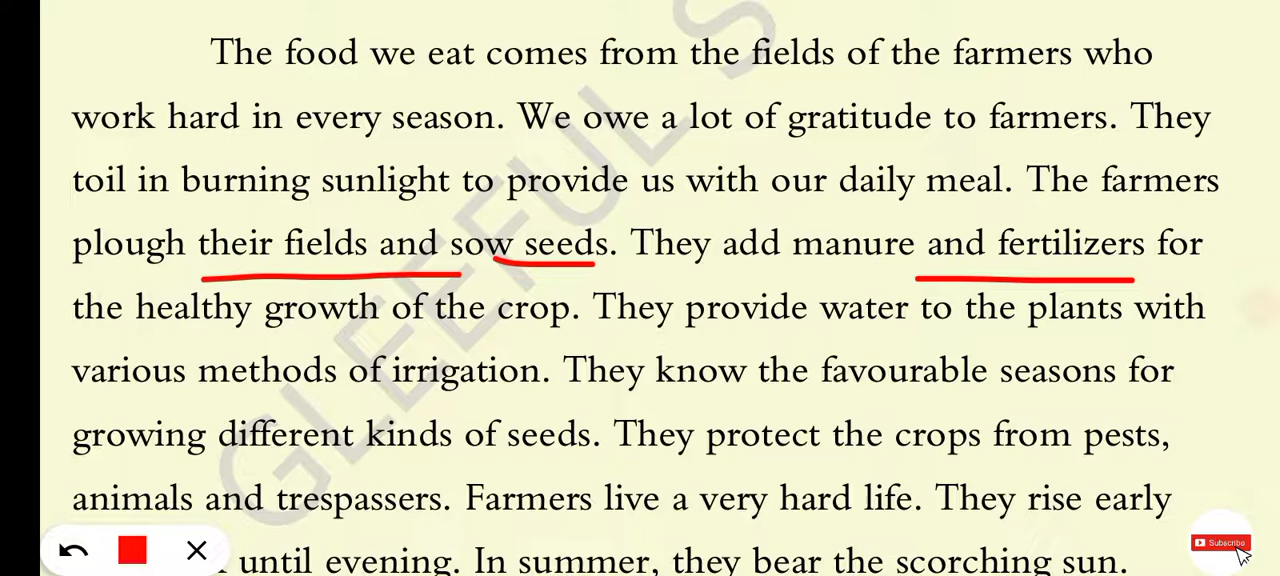 The food we eat comes from the fields of the farmers who
work hard in every season. We owe a lot of gratitude to farmers. They
toil in burning sunlight to provide us with our daily meal. The farmers
plough their fields and sow seeds. They add manure and fertilizers for
the healthy growth of the crop. They provide water to the plants with
various methods of irrigation. They know the favourable seasons for
growing different kinds of seeds. They protect the crops from pests,
animals and trespassers. Farmers live a very hard life. They rise early
until evening. In summer, they bear the scorching sun.
GLEEFUL S
Subscribe